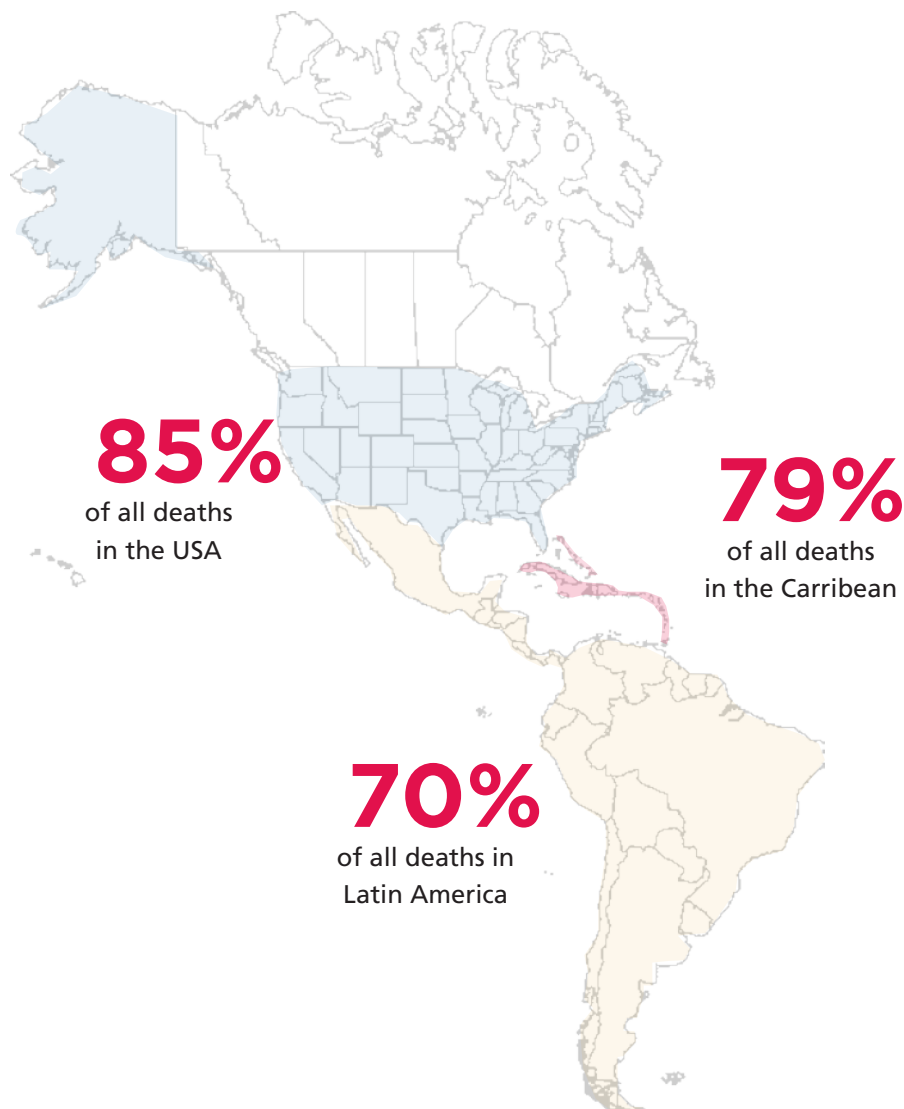 85%
of all deaths
in the USA
79%
of all deaths
in the Carribean
70%
of all deaths in
Latin America